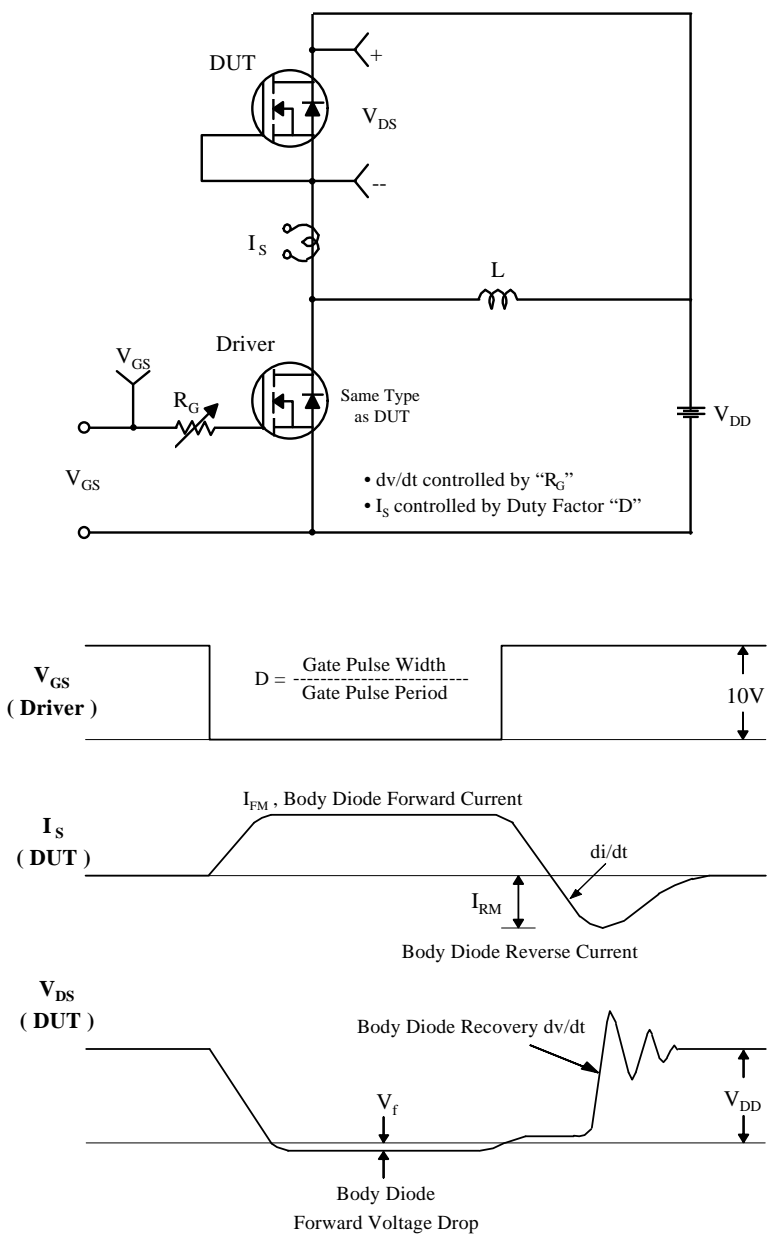 DUT
+
V_DS
--
I_S
L
Driver
V_GS
R_G
Same Type
as DUT
V_DD
V_GS
• dv/dt controlled by “R_G”
• I_S controlled by Duty Factor “D”
V_GS
( Driver )
D = Gate Pulse Width
--------------------------
Gate Pulse Period
10V
I_FM , Body Diode Forward Current
I_S
( DUT )
di/dt
I_RM
Body Diode Reverse Current
V_DS
( DUT )
Body Diode Recovery dv/dt
V_f
V_DD
Body Diode
Forward Voltage Drop